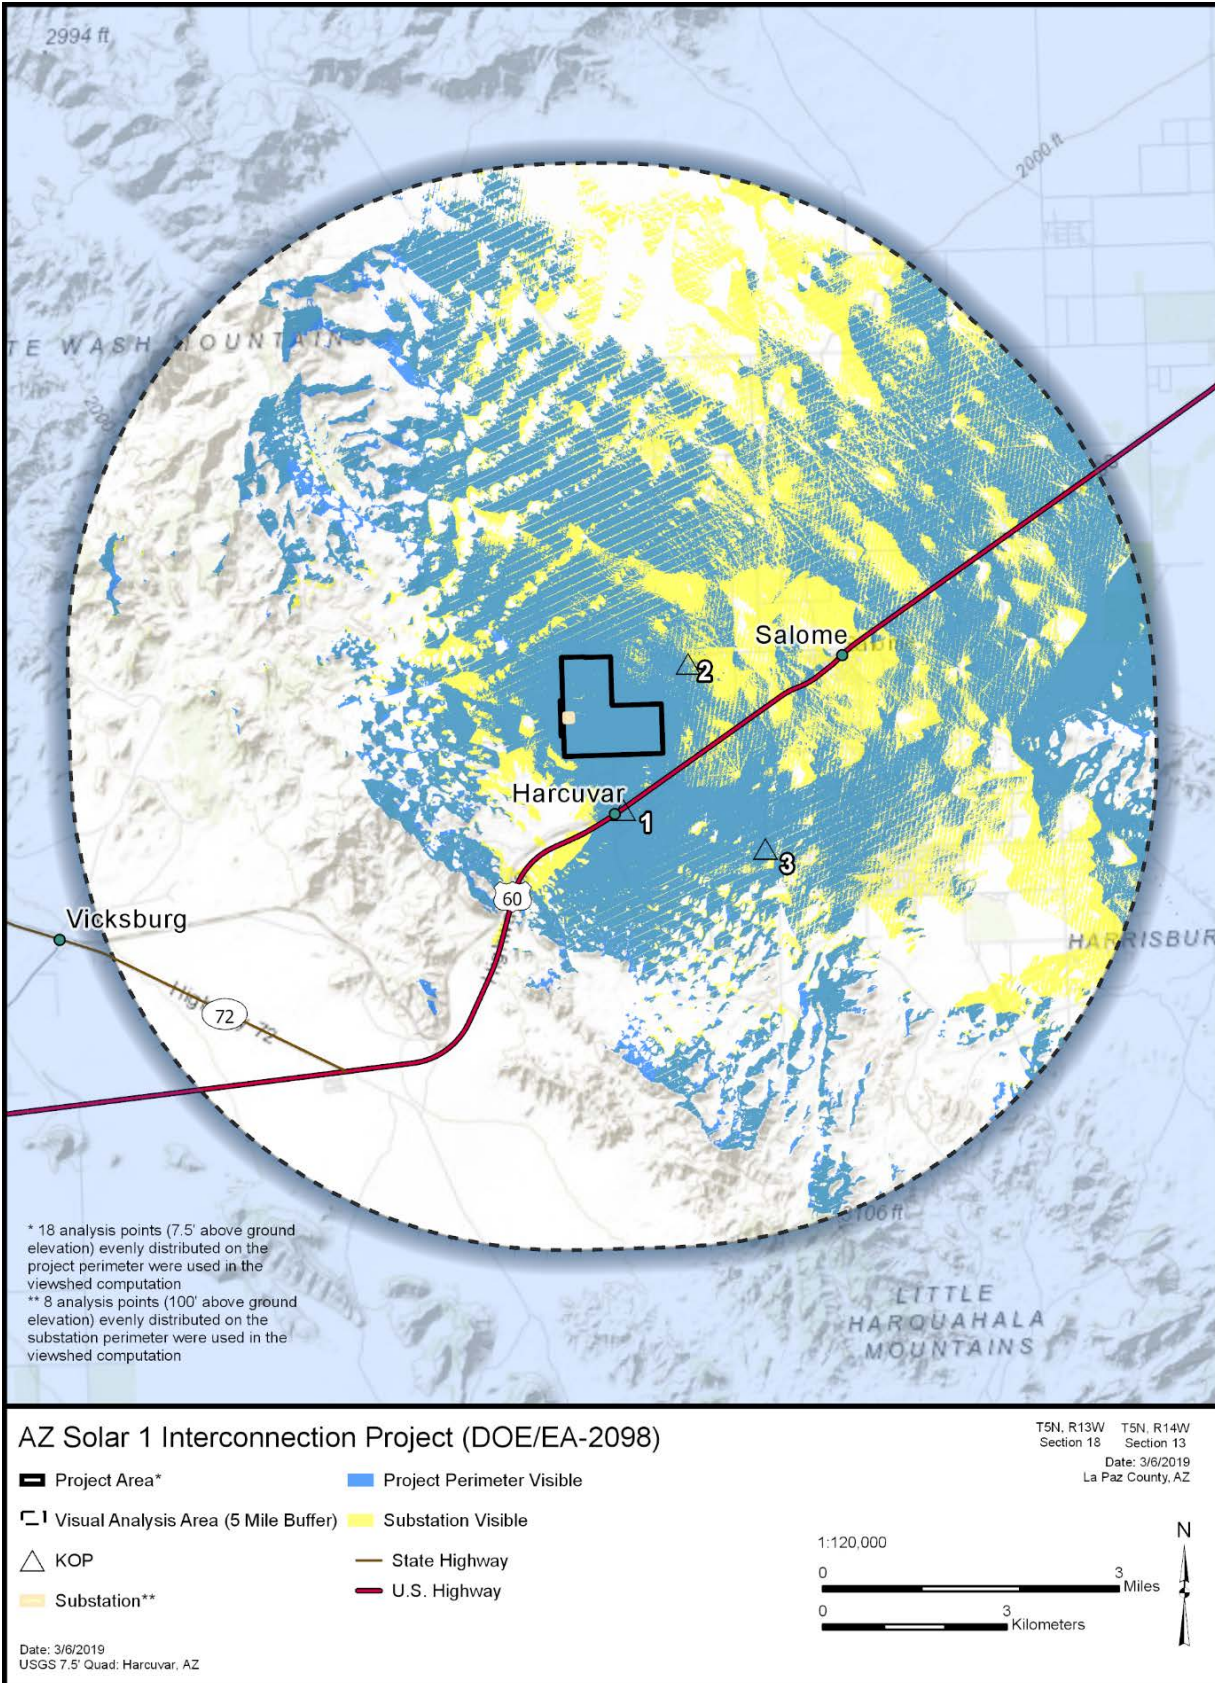 2994 ft
2000 ft
TE WASH MOUNTAINS
Salome
2
Harcuvar
1
3
60
Vicksburg
HARRISBUR
Highway 72
72
3106 ft
LITTLE
HARQUAHALA
MOUNTAINS
* 18 analysis points (7.5' above ground
elevation) evenly distributed on the
project perimeter were used in the
viewshed computation
** 8 analysis points (100' above ground
elevation) evenly distributed on the
substation perimeter were used in the
viewshed computation
AZ Solar 1 Interconnection Project (DOE/EA-2098)
T5N, R13W T5N, R14W
Section 18 Section 13
Date: 3/6/2019
La Paz County, AZ
Project Area*
Project Perimeter Visible
Visual Analysis Area (5 Mile Buffer)
Substation Visible
KOP
State Highway
Substation**
U.S. Highway
1:120,000
N
0 3
Miles
0 3
Kilometers
Date: 3/6/2019
USGS 7.5' Quad: Harcuvar, AZ